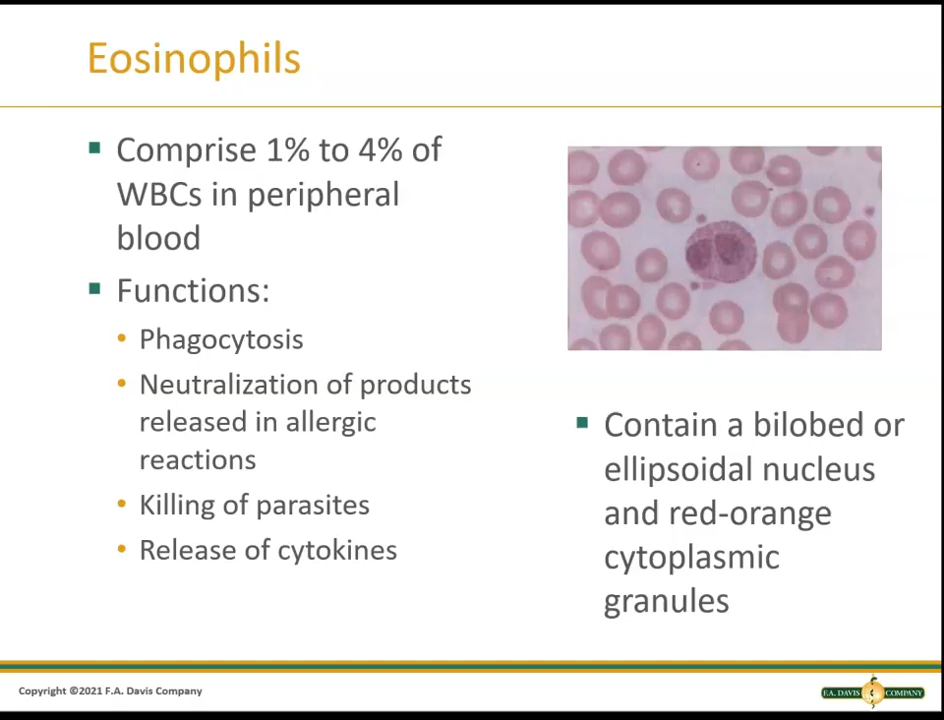 Eosinophils
Comprise 1% to 4% of
WBCs in peripheral
blood
Functions:
Phagocytosis
Neutralization of products
released in allergic
reactions
Killing of parasites
Release of cytokines
Contain a bilobed or
ellipsoidal nucleus
and red-orange
cytoplasmic
granules
Copyright ©2021 F.A. Davis Company
F.A. DAVIS COMPANY